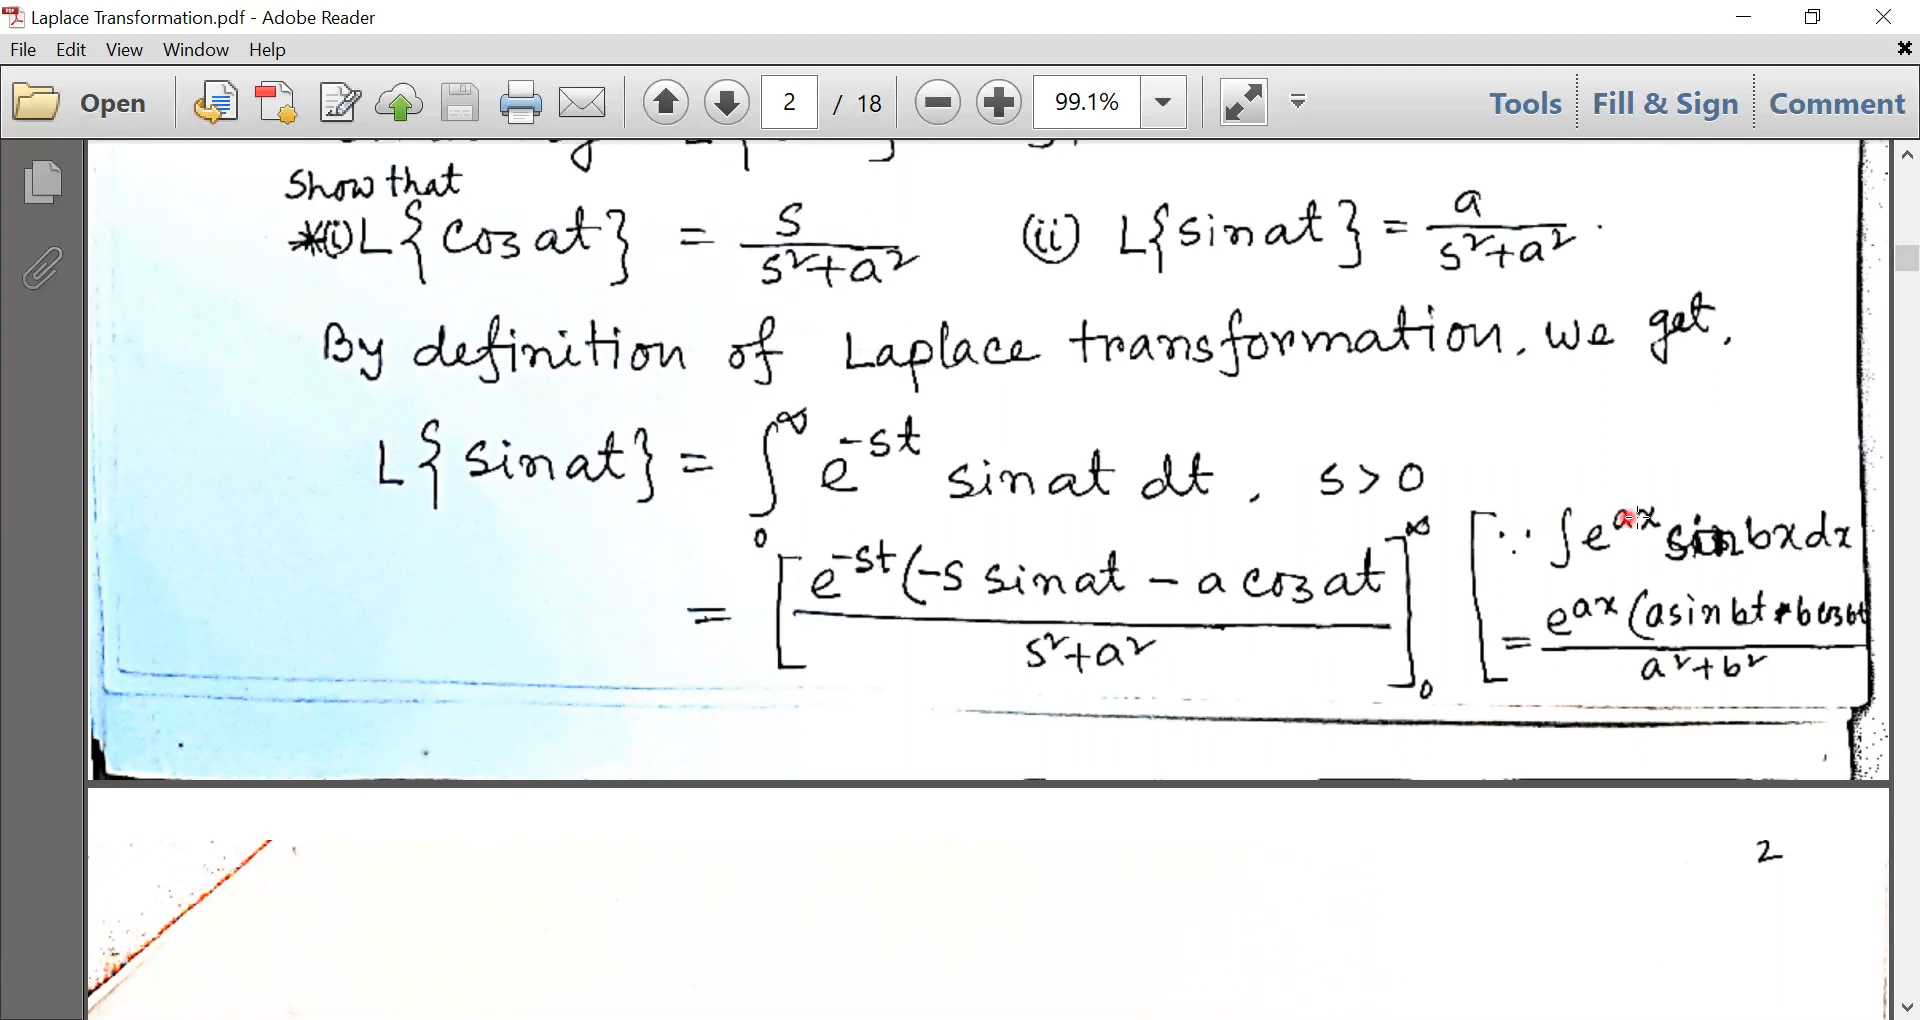 Laplace Transformation.pdf - Adobe Reader
File Edit View Window Help
Open 2 / 18 99.1% Tools Fill & Sign Comment
Show that
*(i) L{cos at} = s/(s²+a²) (ii) L{sin at} = a/(s²+a²).
By definition of Laplace transformation, we get,
L{sin at} = ∫₀^∞ e^{-st} sin at dt, s > 0
= [e^{-st}(-s sin at - a cos at / s²+a²]₀^∞ [∵ ∫e^{ax} sin bx dx
= e^{ax}(a sin bt - b cos bt / a²+b²
2